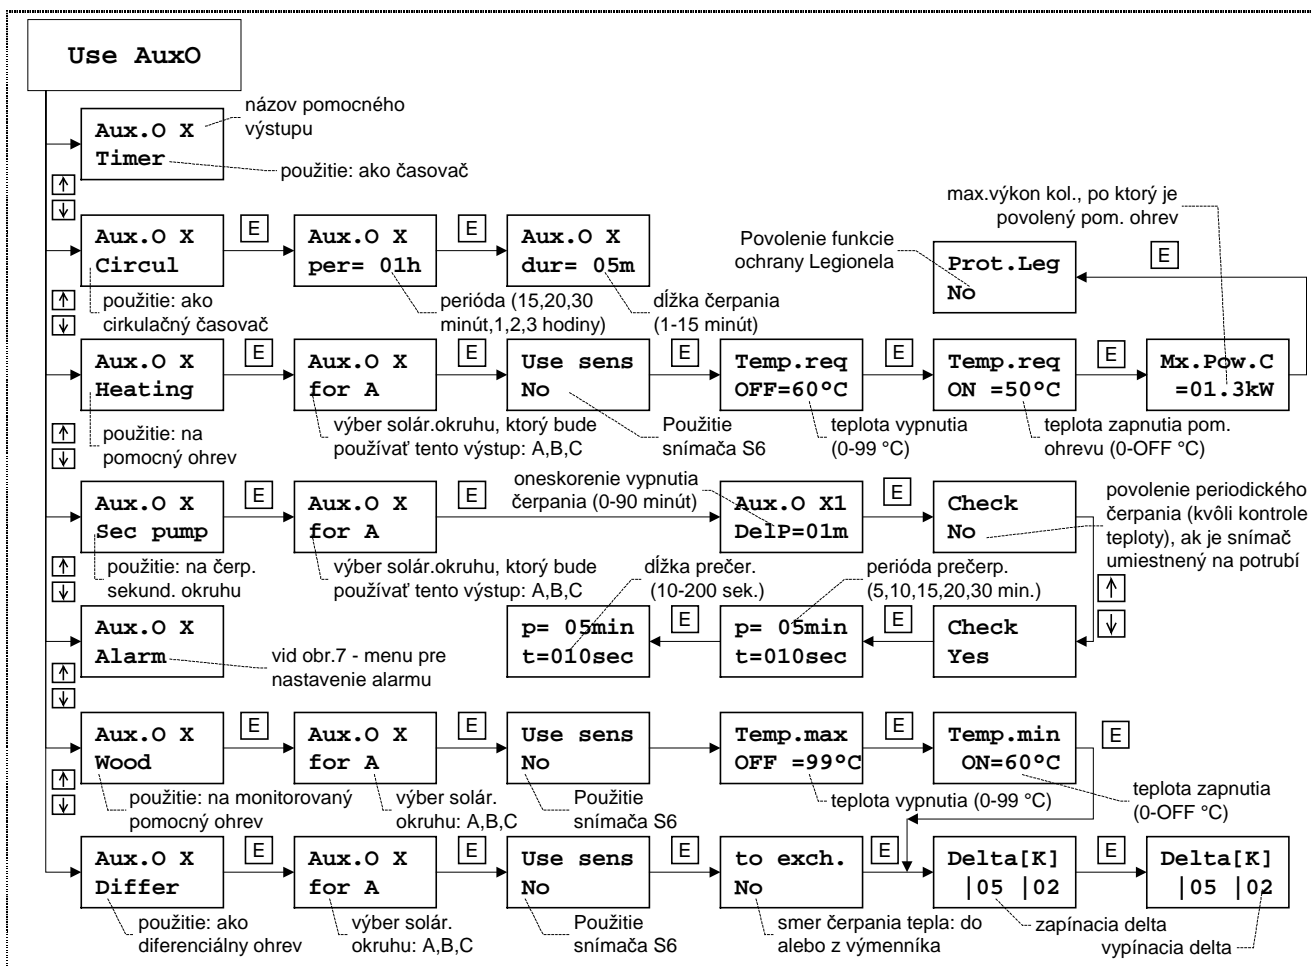 Use AuxO
názov pomocného
výstupu
Aux.O X
Timer
použitie: ako časovač
max.výkon kol., po ktorý je
povolený pom. ohrev
Aux.O X
Circul
E
Aux.O X
per= 01h
E
Aux.O X
dur= 05m
Povolenie funkcie
ochrany Legionela
Prot.Leg
No
E
použitie: ako
cirkulačný časovač
perióda (15,20,30
minút,1,2,3 hodiny)
dĺžka čerpania
(1-15 minút)
Aux.O X
Heating
E
Aux.O X
for A
E
Use sens
No
E
Temp.req
OFF=60°C
E
Temp.req
ON =50°C
E
Mx.Pow.C
=01.3kW
použitie: na
pomocný ohrev
výber solár.okruhu, ktorý bude
používať tento výstup: A,B,C
Použitie
snímača S6
teplota vypnutia
(0-99 °C)
teplota zapnutia pom.
ohrevu (0-OFF °C)
oneskorenie vypnutia
čerpania (0-90 minút)
Aux.O X
Sec pump
E
Aux.O X
for A
E
Aux.O X1
DelP=01m
E
Check
No
povolenie periodického
čerpania (kvôli kontrole
teploty), ak je snímač
umiestnený na potrubí
použitie: na čerp.
sekund. okruhu
výber solár.okruhu, ktorý bude
používať tento výstup: A,B,C
dĺžka prečer.
(10-200 sek.)
perióda prečerp.
(5,10,15,20,30 min.)
Aux.O X
Alarm
vid obr.7 - menu pre
nastavenie alarmu
p= 05min
t=010sec
E
p= 05min
t=010sec
E
Check
Yes
Aux.O X
Wood
E
Aux.O X
for A
E
Use sens
No
Temp.max
OFF =99°C
E
Temp.min
ON=60°C
E
použitie: na monitorovaný
pomocný ohrev
výber solár.
okruhu: A,B,C
Použitie
snímača S6
teplota vypnutia (0-99 °C)
teplota zapnutia
(0-OFF °C)
Aux.O X
Differ
E
Aux.O X
for A
E
Use sens
No
E
to exch.
No
E
Delta[K]
|05 |02
E
Delta[K]
|05 |02
použitie: ako
diferenciálny ohrev
výber solár.
okruhu: A,B,C
Použitie
snímača S6
smer čerpania tepla: do
alebo z výmenníka
zapínacia delta
vypínacia delta